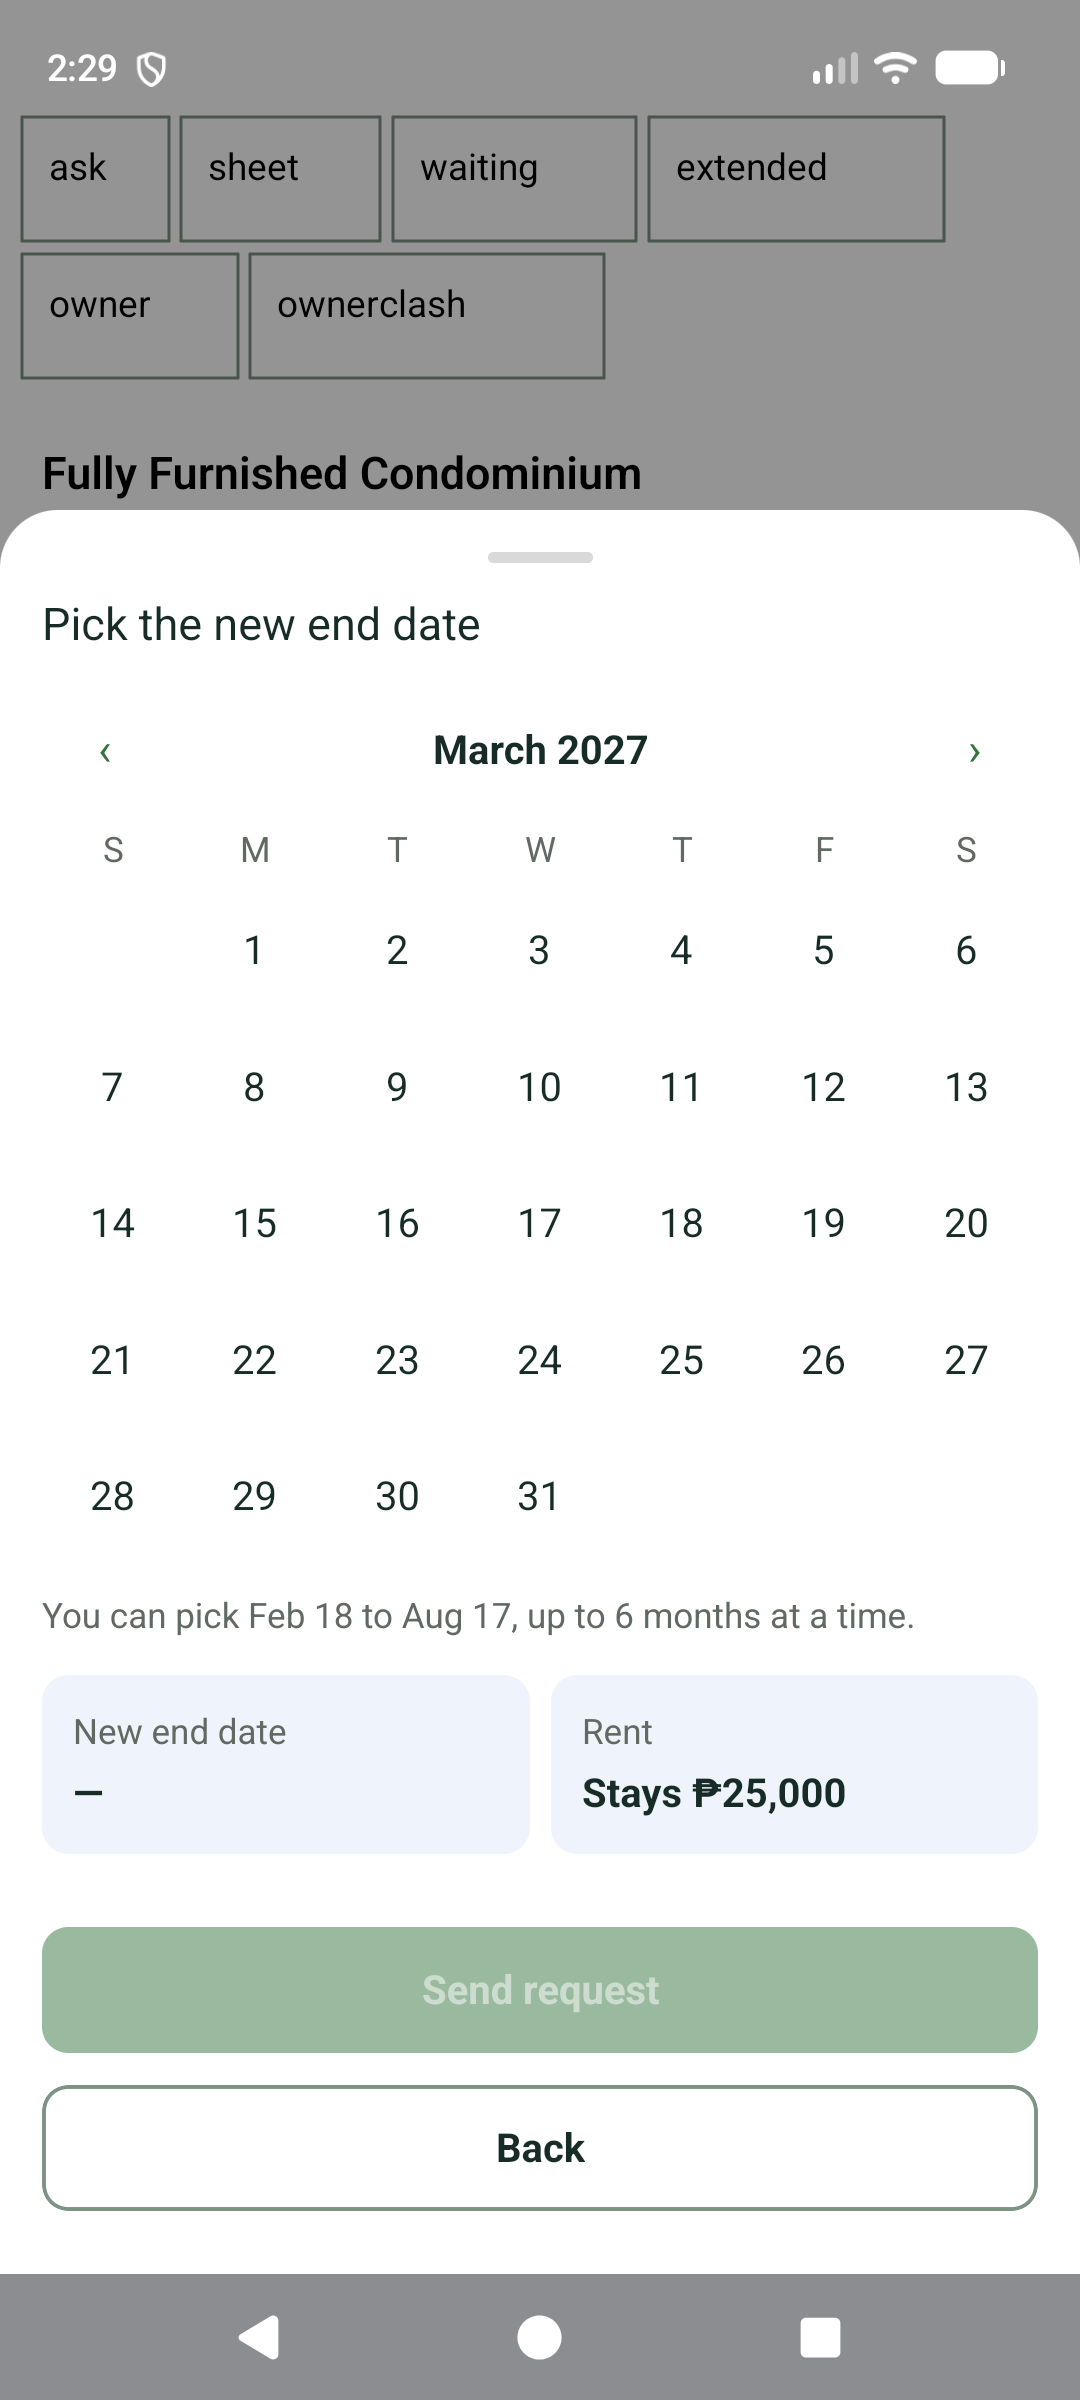 2:29
ask sheet waiting extended
owner ownerclash
Fully Furnished Condominium
Pick the new end date
‹ March 2027 ›
S M T W T F S
1 2 3 4 5 6
7 8 9 10 11 12 13
14 15 16 17 18 19 20
21 22 23 24 25 26 27
28 29 30 31
You can pick Feb 18 to Aug 17, up to 6 months at a time.
New end date Rent
– Stays ₱25,000
Send request
Back